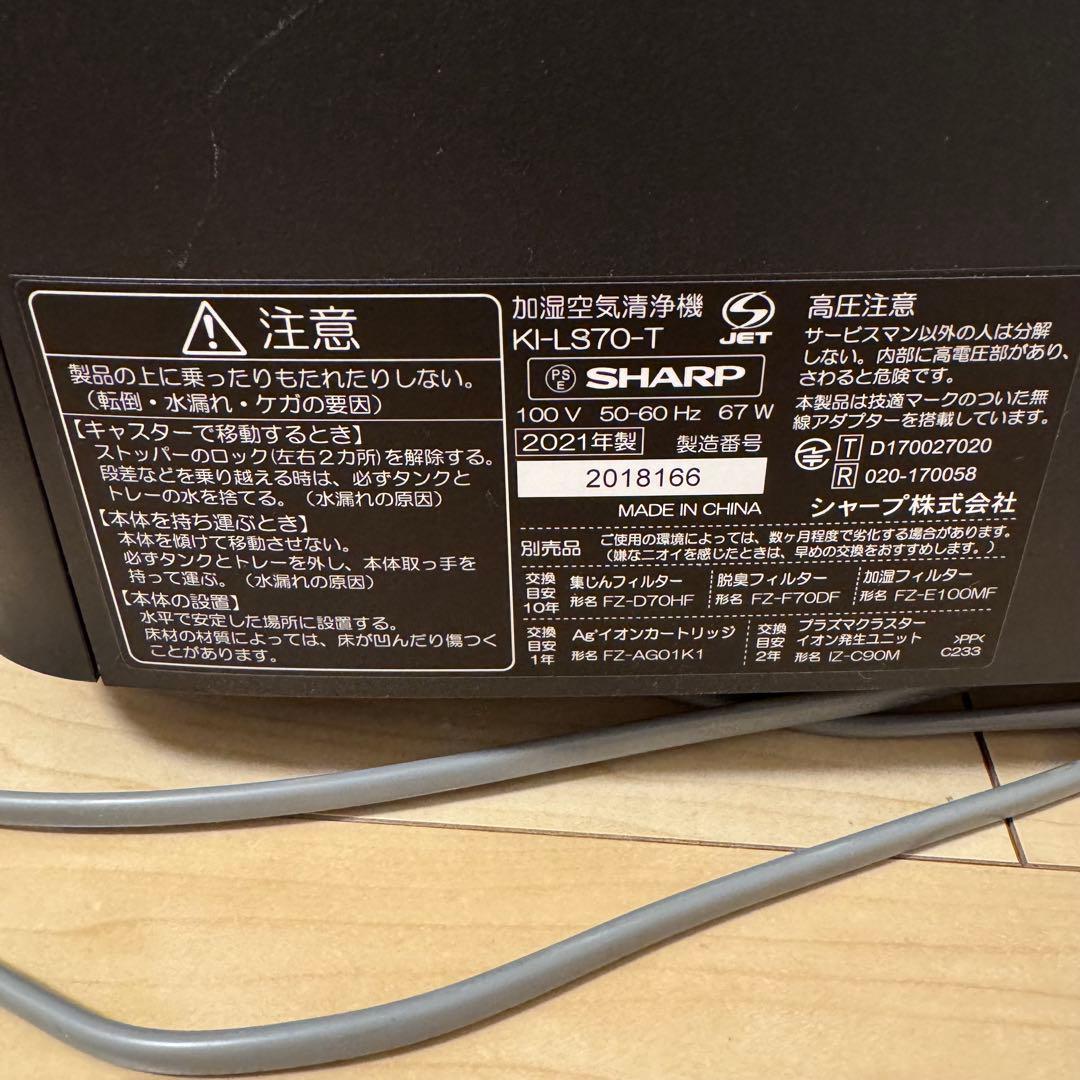 注意
製品の上に乗ったりもたれたりしない。
（転倒・水漏れ・ケガの要因）
【キャスターで移動するとき】
ストッパーのロック(左右２カ所)を解除する。
段差などを乗り越える時は、必ずタンクと
トレーの水を捨てる。（水漏れの原因）
【本体を持ち運ぶとき】
本体を傾けて移動させない。
必ずタンクとトレーを外し、本体取っ手を
持って運ぶ。（水漏れの原因）
【本体の設置】
水平で安定した場所に設置する。
床材の材質によっては、床が凹んだり傷つく
ことがあります。
加湿空気清浄機
KI-LS70-T
JET
PS
E
SHARP
100 V 50-60 Hz 67 W
2021年製 製造番号
2018166
MADE IN CHINA
高圧注意
サービスマン以外の人は分解
しない。内部に高電圧部があり、
さわると危険です。
本製品は技適マークのついた無
線アダプターを搭載しています。
T D170027020
R 020-170058
シャープ株式会社
別売品
ご使用の環境によっては、数ヶ月程度で劣化する場合があります。
(嫌なニオイを感じたときは、早めの交換をおすすめします。)
交換
目安
10年
集じんフィルター
形名 FZ-D70HF
脱臭フィルター
形名 FZ-F70DF
加湿フィルター
形名 FZ-E100MF
交換
目安
1年
Ag⁺イオンカートリッジ
形名 FZ-AG01K1
交換
目安
2年
プラズマクラスター
イオン発生ユニット
形名 IZ-C90M
>PP<
C233